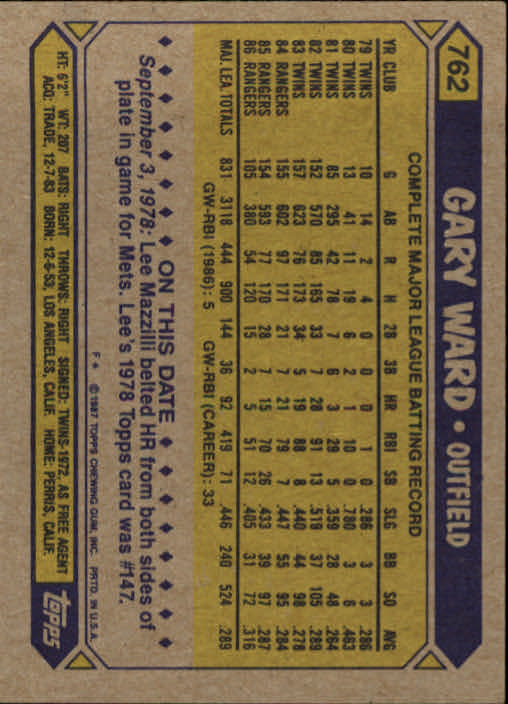 762
GARY WARD • OUTFIELD
COMPLETE MAJOR LEAGUE BATTING RECORD
YR CLUB G AB R H 2B 3B HR RBI SB SLG BB SO AVG
79 TWINS 10 14 2 4 0 0 0 1 0 .286 3 3 .286
80 TWINS 13 41 11 19 6 2 1 10 0 .780 3 6 .463
81 TWINS 85 295 42 78 7 6 3 29 5 .359 28 48 .264
82 TWINS 152 570 85 165 33 7 28 91 13 .519 37 105 .289
83 TWINS 157 623 76 173 34 5 19 88 8 .440 44 98 .278
84 RANGERS 155 602 97 171 21 7 21 79 7 .447 55 95 .284
85 RANGERS 154 593 77 170 28 7 15 70 26 .433 39 97 .287
86 RANGERS 105 380 54 120 15 2 5 51 12 .405 31 72 .316
MAJ. LEA. TOTALS 831 3118 444 900 144 36 92 419 71 .446 240 524 .289
GW-RBI (1986): 5 GW-RBI (CAREER): 33
ON THIS DATE
September 3, 1978: Lee Mazzilli belted HR from both sides of
plate in game for Mets. Lee's 1978 Topps card was #147.
F* © 1987 TOPPS CHEWING GUM, INC. PRTD. IN U.S.A.
HT: 6'2" WT: 207 BATS: RIGHT THROWS: RIGHT SIGNED: TWINS-1972, AS FREE AGENT
ACQ: TRADE, 12-7-83 BORN: 12-6-53, LOS ANGELES, CALIF. HOME: PERRIS, CALIF.
topps